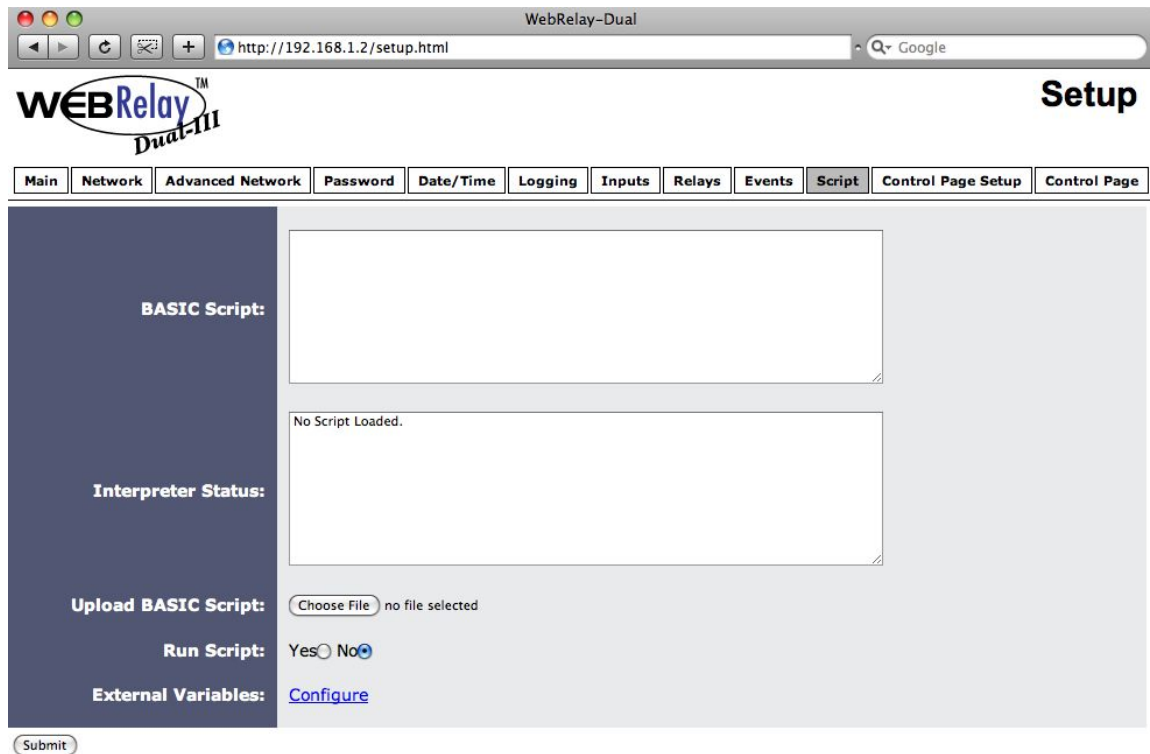 WebRelay-Dual
http://192.168.1.2/setup.html
Google
WEBRelay™
Dual-III
Setup
Main Network Advanced Network Password Date/Time Logging Inputs Relays Events Script Control Page Setup Control Page
BASIC Script:
No Script Loaded.
Interpreter Status:
Upload BASIC Script: Choose File no file selected
Run Script: Yes No
External Variables: Configure
Submit